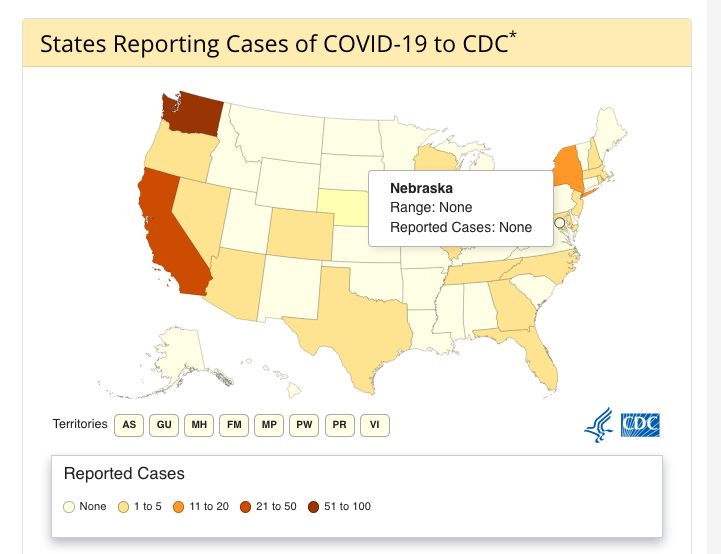 States Reporting Cases of COVID-19 to CDC*
Nebraska
Range: None
Reported Cases: None
Territories AS GU MH FM MP PW PR VI
CDC
Reported Cases
None 1 to 5 11 to 20 21 to 50 51 to 100